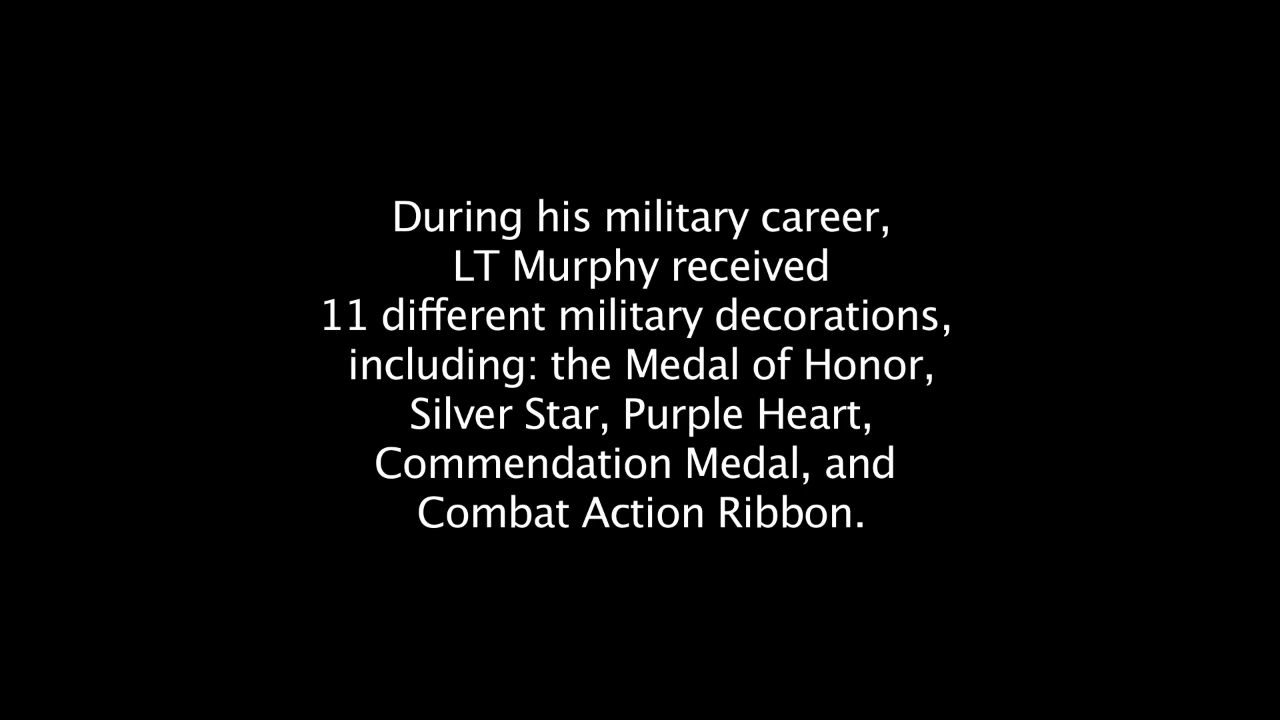 During his military career,
LT Murphy received
11 different military decorations,
including: the Medal of Honor,
Silver Star, Purple Heart,
Commendation Medal, and
Combat Action Ribbon.